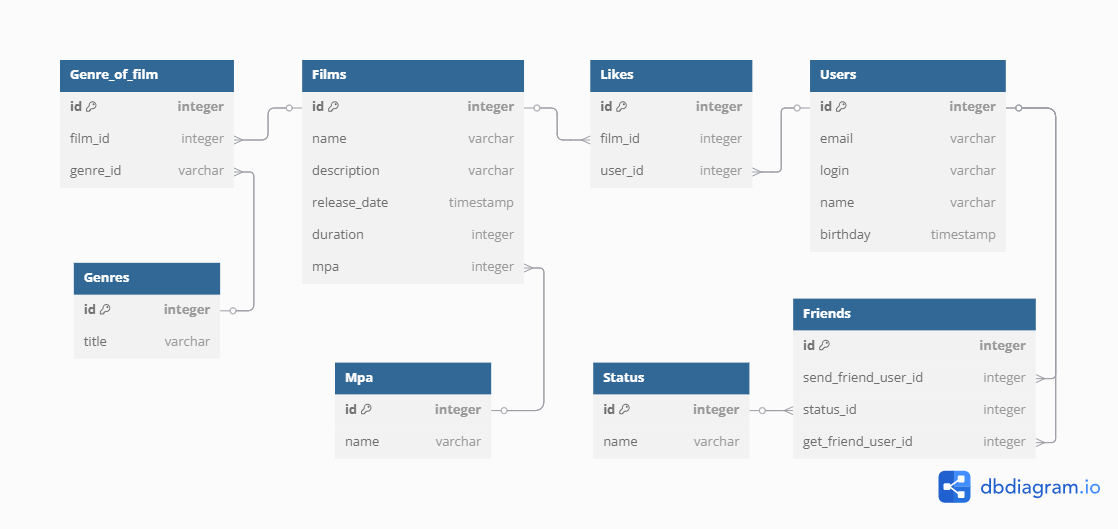 Genre_of_film
id integer
film_id integer
genre_id varchar
Films
id integer
name varchar
description varchar
release_date timestamp
duration integer
mpa integer
Likes
id integer
film_id integer
user_id integer
Users
id integer
email varchar
login varchar
name varchar
birthday timestamp
Genres
id integer
title varchar
Mpa
id integer
name varchar
Status
id integer
name varchar
Friends
id integer
send_friend_user_id integer
status_id integer
get_friend_user_id integer
dbdiagram.io